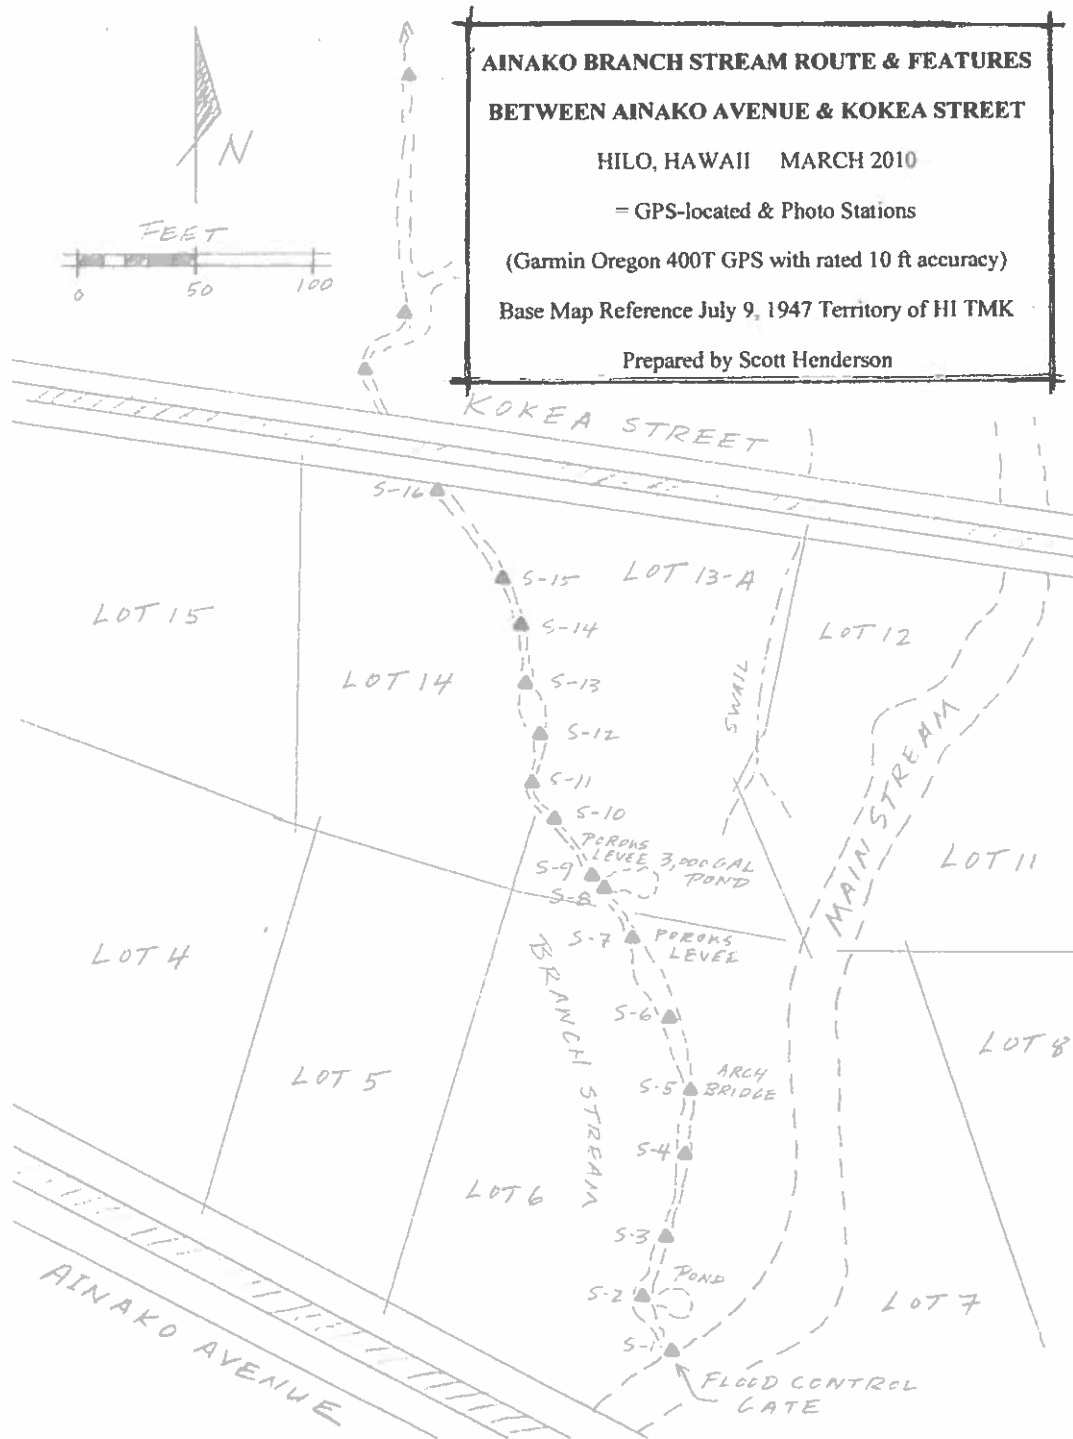 AINAKO BRANCH STREAM ROUTE & FEATURES
BETWEEN AINAKO AVENUE & KOKEA STREET
HILO, HAWAII MARCH 2010
= GPS-located & Photo Stations
(Garmin Oregon 400T GPS with rated 10 ft accuracy)
Base Map Reference July 9, 1947 Territory of HI TMK
Prepared by Scott Henderson
N
FEET
0 50 100
KOKEA STREET
S-16
S-15
LOT 13-A
LOT 15
S-14
LOT 12
LOT 14
S-13
SWAIL
S-12
MAIN STREAM
S-11
S-10
POROUS
LEVEE
3,000 GAL
POND
S-9
LOT 11
S-8
S-7
POROUS
LEVEE
LOT 4
BRANCH STREAM
S-6
LOT 8
LOT 5
S-5
ARCH
BRIDGE
S-4
LOT 6
S-3
POND
S-2
LOT 7
AINAKO AVENUE
S-1
FLOOD CONTROL
GATE